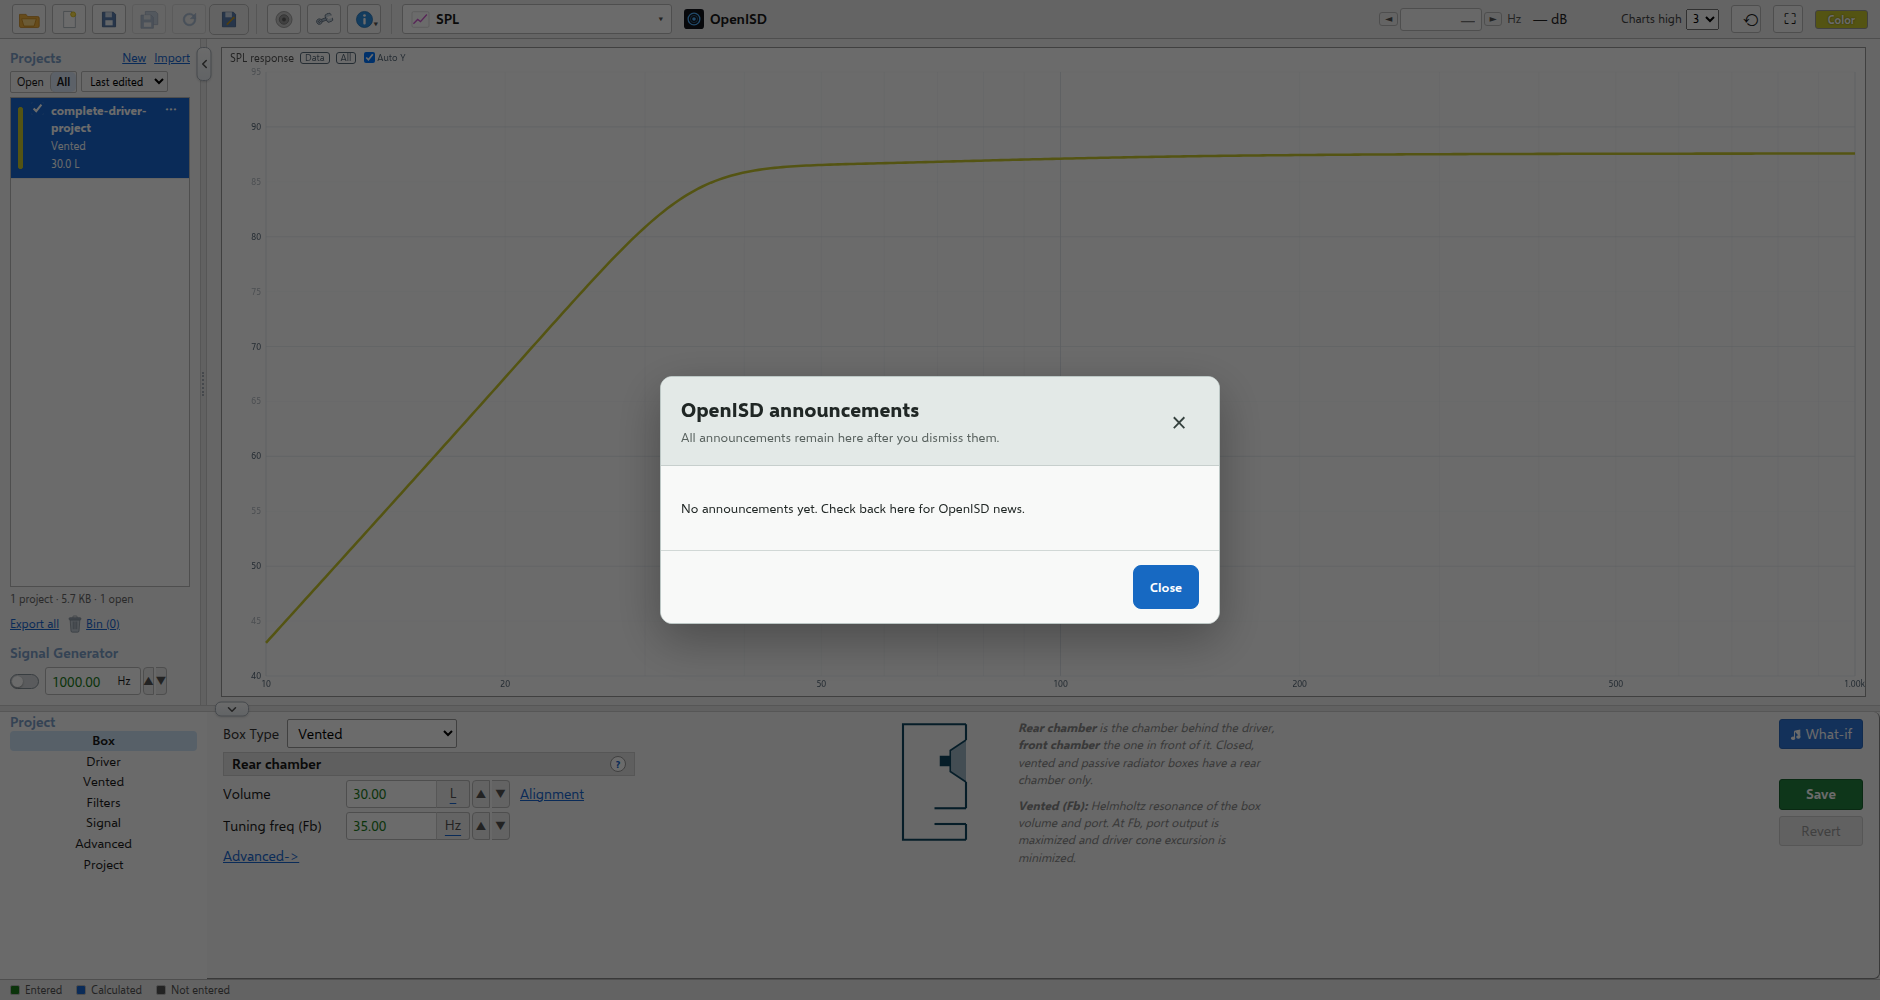 SPL
OpenISD
—
Hz
— dB
Charts high
3
Color
Projects
New
Import
Open
All
Last edited
complete-driver-
project
Vented
30.0 L
1 project · 5.7 KB · 1 open
Export all
Bin (0)
Signal Generator
1000.00
Hz
SPL response
Data
All
Auto Y
95
90
85
80
75
70
65
60
55
50
45
40
10
20
50
100
200
500
1.00k
OpenISD announcements
All announcements remain here after you dismiss them.
No announcements yet. Check back here for OpenISD news.
Close
Project
Box
Driver
Vented
Filters
Signal
Advanced
Project
Box Type
Vented
Rear chamber
?
Volume
30.00
L
Alignment
Tuning freq (Fb)
35.00
Hz
Advanced->
Rear chamber is the chamber behind the driver,
front chamber the one in front of it. Closed,
vented and passive radiator boxes have a rear
chamber only.
Vented (Fb): Helmholtz resonance of the box
volume and port. At Fb, port output is
maximized and driver cone excursion is
minimized.
What-if
Save
Revert
Entered
Calculated
Not entered